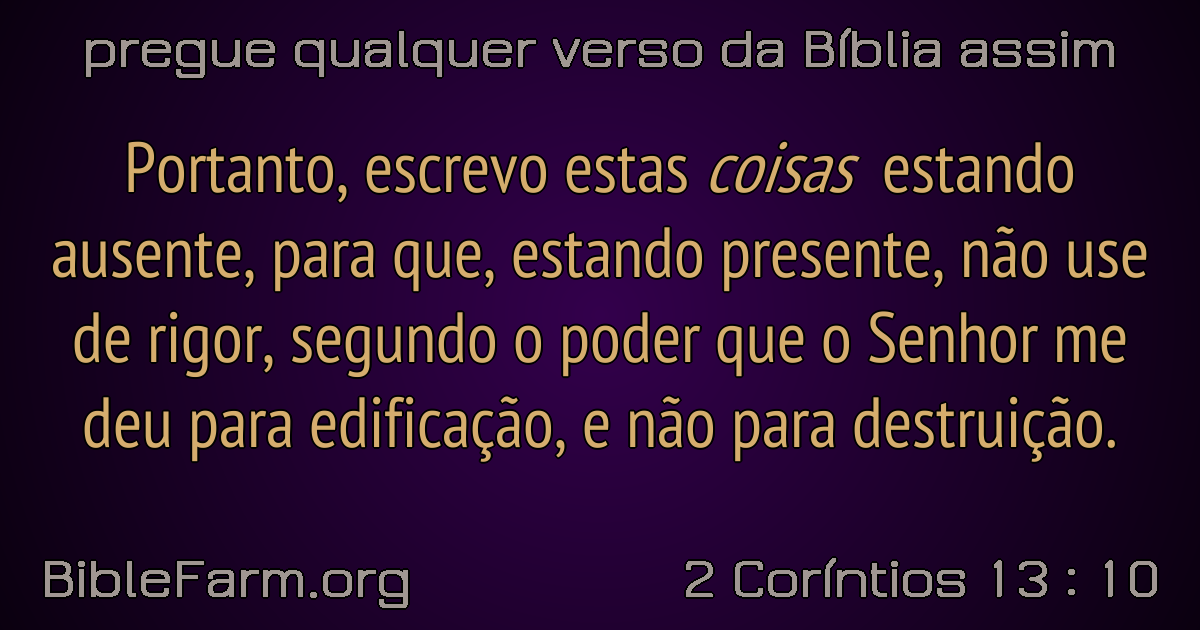 pregue qualquer verso da Bíblia assim
Portanto, escrevo estas coisas estando
ausente, para que, estando presente, não use
de rigor, segundo o poder que o Senhor me
deu para edificação, e não para destruição.
BibleFarm.org
2 Coríntios 13 : 10